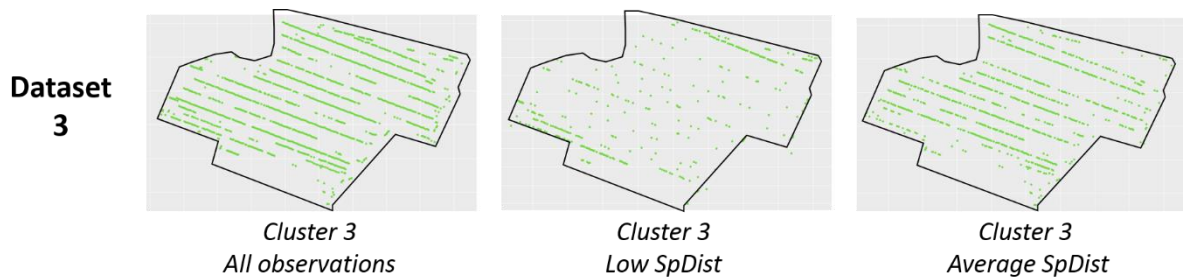 Dataset
3
Cluster 3
All observations
Cluster 3
Low SpDist
Cluster 3
Average SpDist